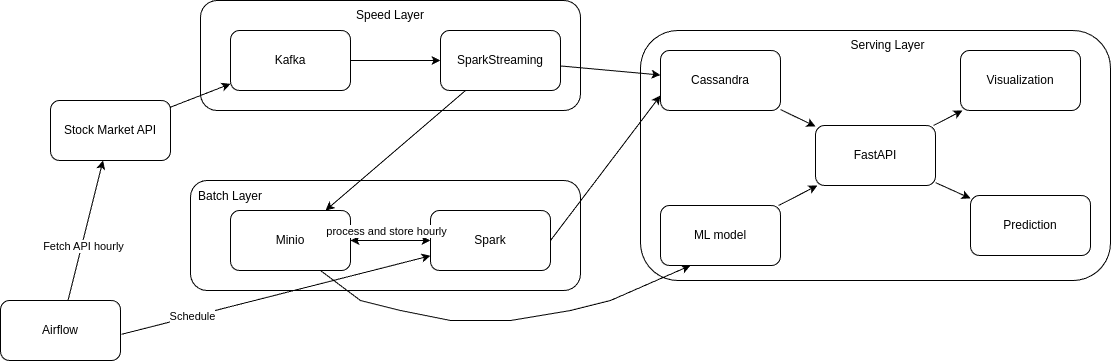 Speed Layer
Kafka
SparkStreaming
Serving Layer
Cassandra
Visualization
Stock Market API
FastAPI
Batch Layer
Minio
process and store hourly
Spark
ML model
Prediction
Fetch API hourly
Schedule
Airflow